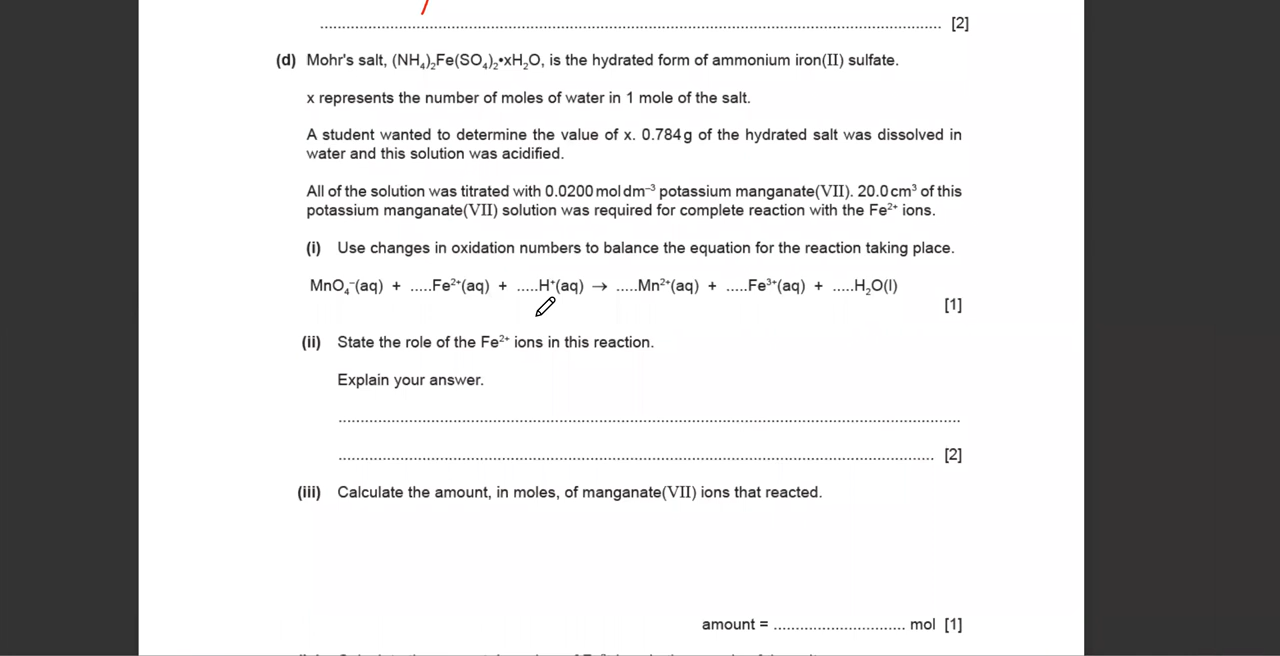 [2]
(d) Mohr's salt, (NH₄)₂Fe(SO₄)₂•xH₂O, is the hydrated form of ammonium iron(II) sulfate.
x represents the number of moles of water in 1 mole of the salt.
A student wanted to determine the value of x. 0.784 g of the hydrated salt was dissolved in
water and this solution was acidified.
All of the solution was titrated with 0.0200 mol dm⁻³ potassium manganate(VII). 20.0 cm³ of this
potassium manganate(VII) solution was required for complete reaction with the Fe²⁺ ions.
(i) Use changes in oxidation numbers to balance the equation for the reaction taking place.
MnO₄⁻(aq) + .....Fe²⁺(aq) + .....H⁺(aq) → .....Mn²⁺(aq) + .....Fe³⁺(aq) + .....H₂O(l)
[1]
(ii) State the role of the Fe²⁺ ions in this reaction.
Explain your answer.
[2]
(iii) Calculate the amount, in moles, of manganate(VII) ions that reacted.
amount = .............................. mol [1]